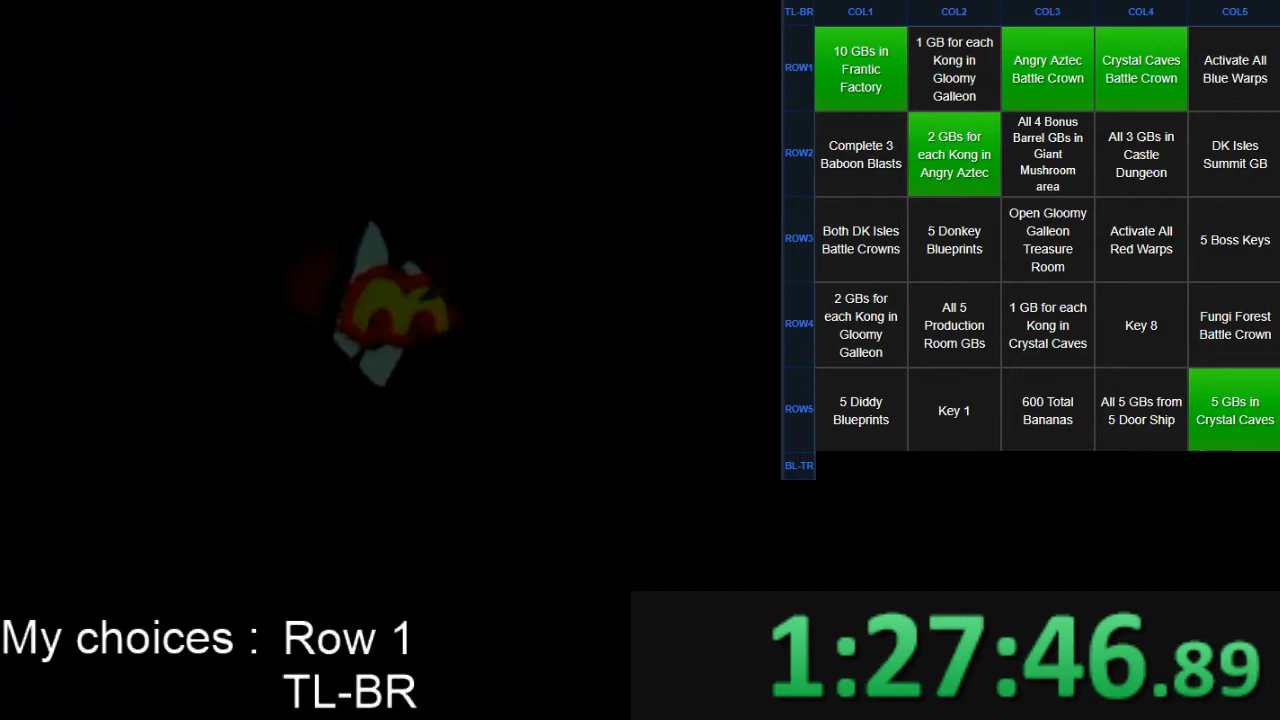 TL-BR COL1 COL2 COL3 COL4 COL5
ROW1
10 GBs in
Frantic
Factory
1 GB for each
Kong in
Gloomy
Galleon
Angry Aztec
Battle Crown
Crystal Caves
Battle Crown
Activate All
Blue Warps
ROW2
Complete 3
Baboon Blasts
2 GBs for
each Kong in
Angry Aztec
All 4 Bonus
Barrel GBs in
Giant
Mushroom
area
All 3 GBs in
Castle
Dungeon
DK Isles
Summit GB
ROW3
Both DK Isles
Battle Crowns
5 Donkey
Blueprints
Open Gloomy
Galleon
Treasure
Room
Activate All
Red Warps
5 Boss Keys
ROW4
2 GBs for
each Kong in
Gloomy
Galleon
All 5
Production
Room GBs
1 GB for each
Kong in
Crystal Caves
Key 8
Fungi Forest
Battle Crown
ROW5
5 Diddy
Blueprints
Key 1
600 Total
Bananas
All 5 GBs from
5 Door Ship
5 GBs in
Crystal Caves
BL-TR
My choices : Row 1
TL-BR
1:27:46.89